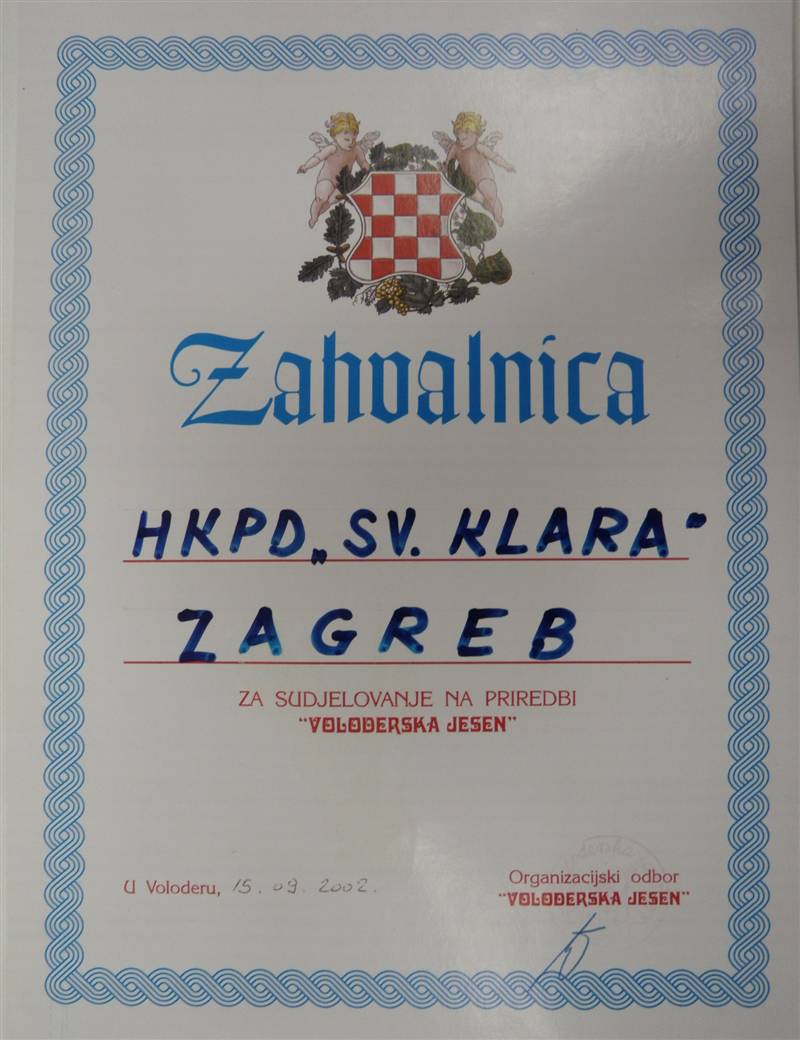 Zahvalnica
HKPD „SV. KLARA“
ZAGREB
ZA SUDJELOVANJE NA PRIREDBI
"VOLODERSKA JESEN"
U Voloderu, 15. 09. 2002.
Organizacijski odbor
"VOLODERSKA JESEN"